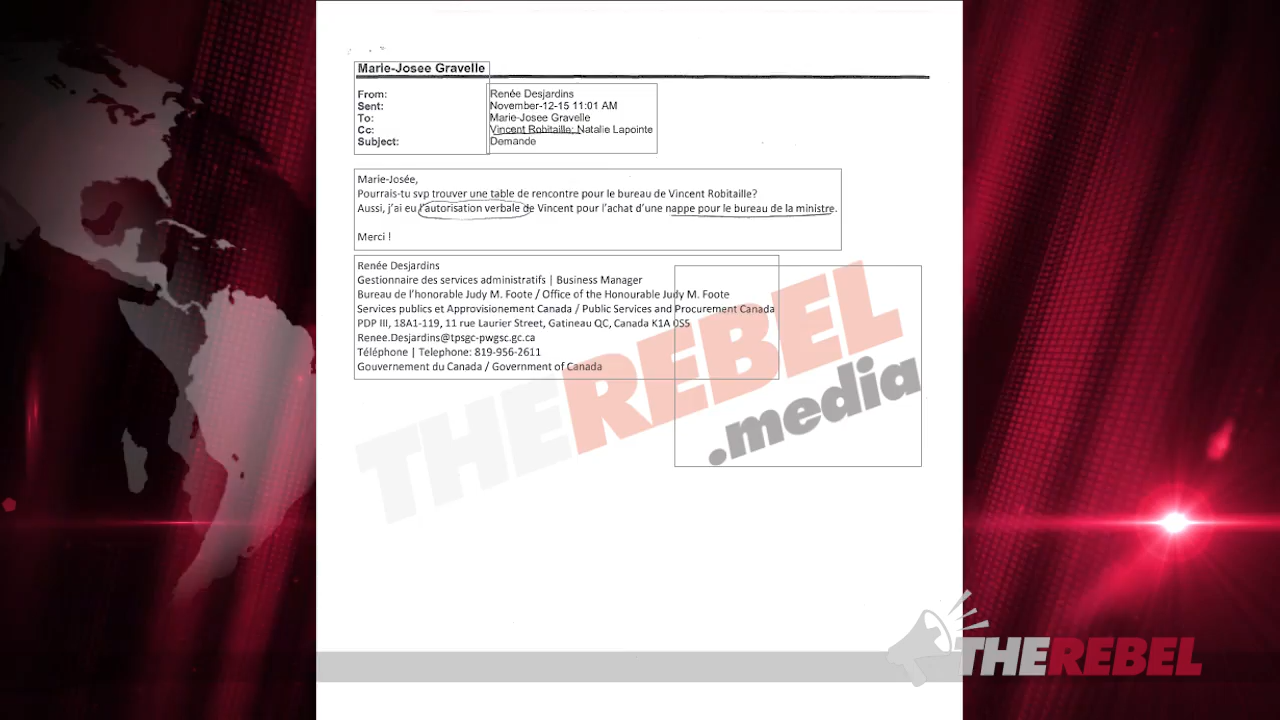 Marie-Josee Gravelle
From: Renée Desjardins
Sent: November-12-15 11:01 AM
To: Marie-Josee Gravelle
Cc: Vincent Robitaille; Natalie Lapointe
Subject: Demande
Marie-Josée,
Pourrais-tu svp trouver une table de rencontre pour le bureau de Vincent Robitaille?
Aussi, j'ai eu l'autorisation verbale de Vincent pour l'achat d'une nappe pour le bureau de la ministre.
Merci !
Renée Desjardins
Gestionnaire des services administratifs | Business Manager
Bureau de l'honorable Judy M. Foote / Office of the Honourable Judy M. Foote
Services publics et Approvisionement Canada / Public Services and Procurement Canada
PDP III, 18A1-119, 11 rue Laurier Street, Gatineau QC, Canada K1A 0S5
Renee.Desjardins@tpsgc-pwgsc.gc.ca
Téléphone | Telephone: 819-956-2611
Gouvernement du Canada / Government of Canada
THEREBEL
.media
THEREBEL